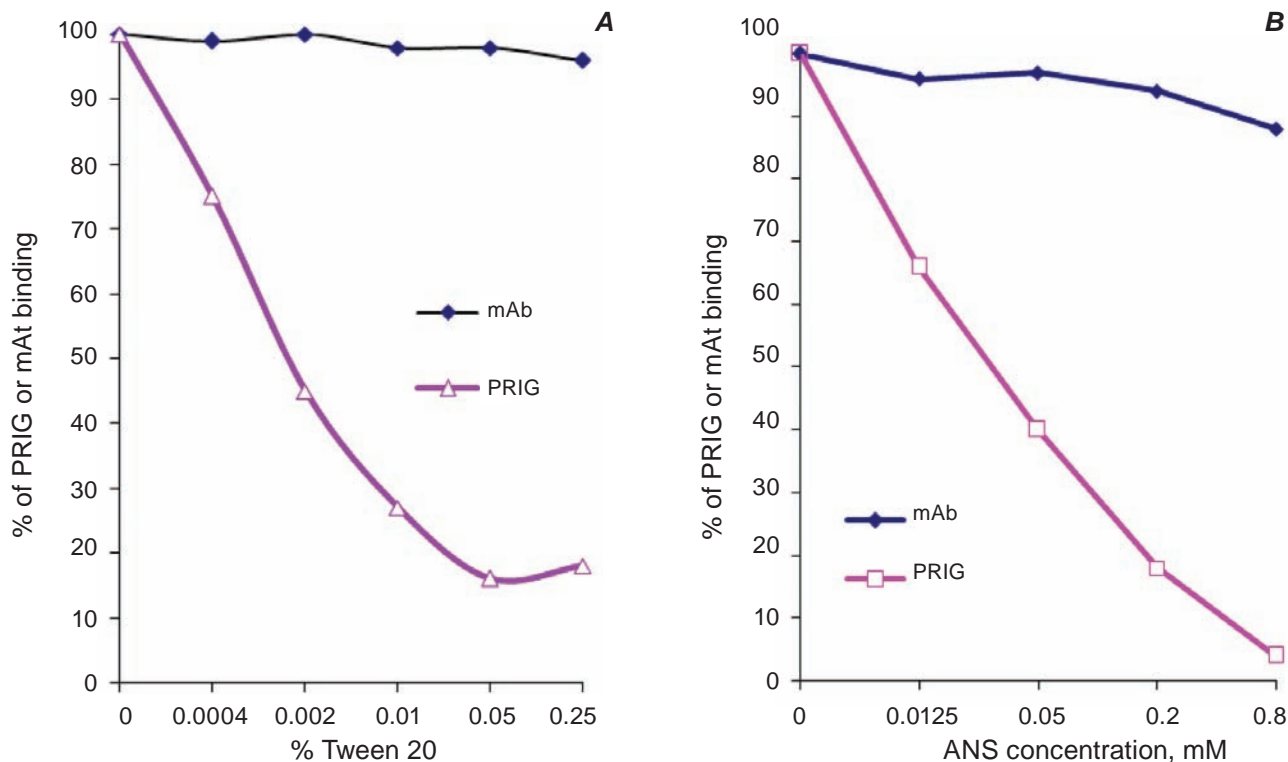 A
% of PRIG or mAt binding
100
90
80
70
60
50
40
30
20
10
0
mAb
PRIG
0 0.0004 0.002 0.01 0.05 0.25
% Tween 20
B
% of PRIG or mAt binding
100
90
80
70
60
50
40
30
20
10
0
mAb
PRIG
0 0.0125 0.05 0.2 0.8
ANS concentration, mM